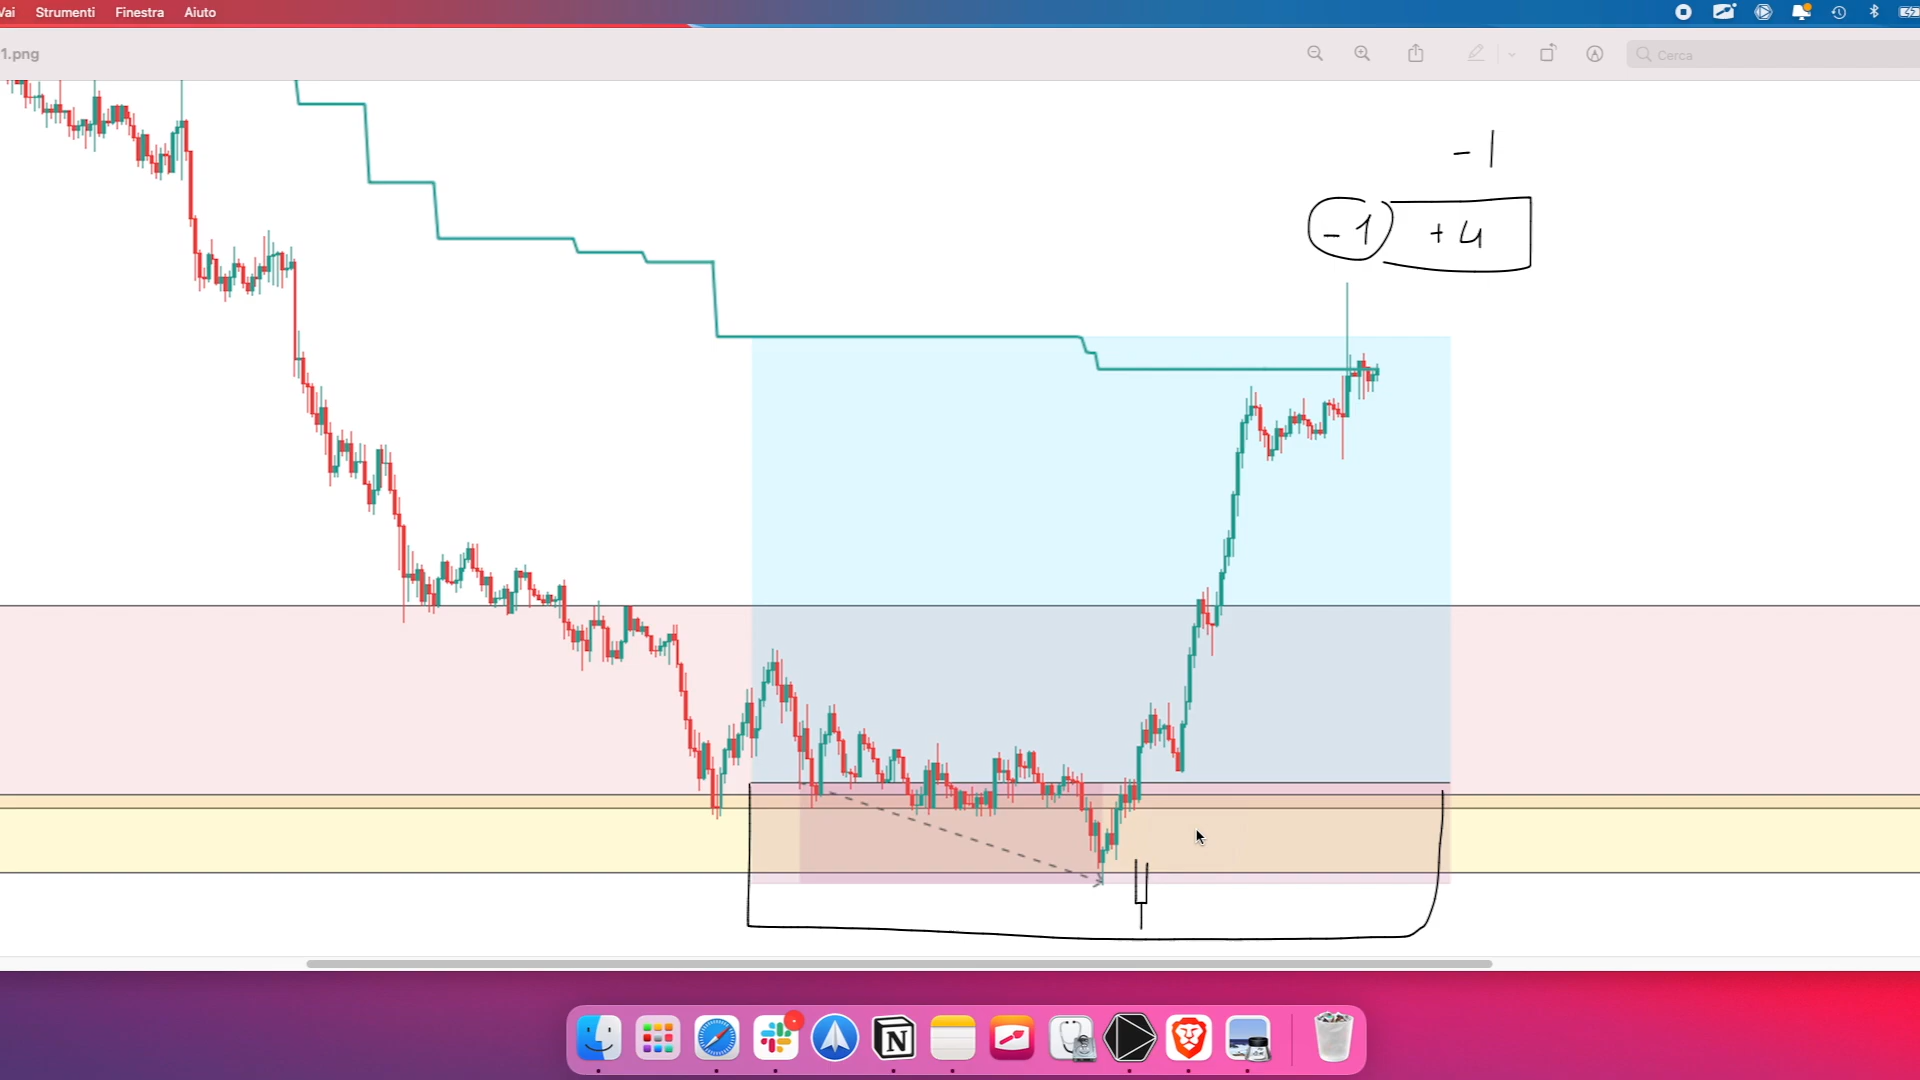 Vai Strumenti Finestra Aiuto
1.png
Cerca
- 1
- 1 + 4